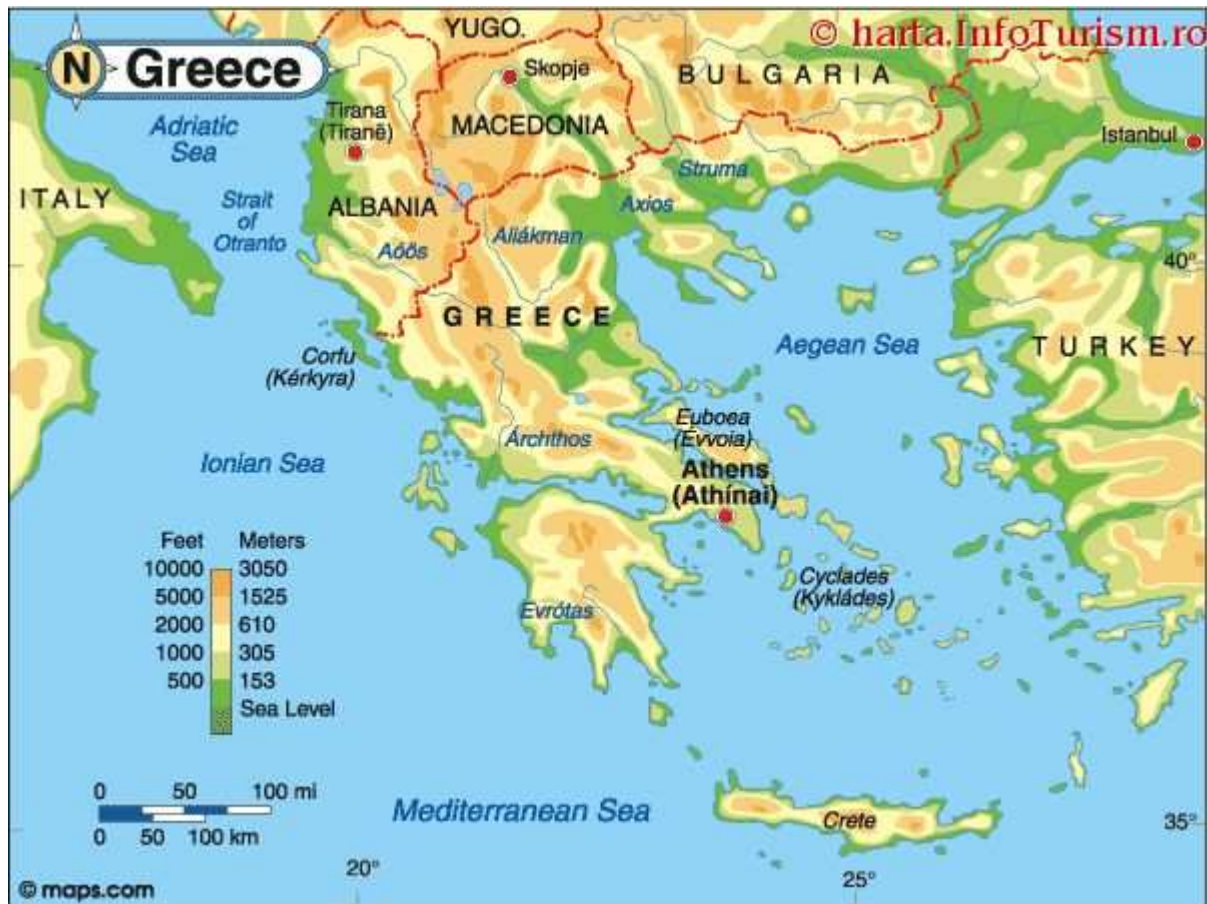 YUGO.
© harta.InfoTurism.ro
N
Greece
Skopje
BULGARIA
Adriatic
Sea
Tirana
(Tiranë)
MACEDONIA
Istanbul
Struma
ITALY
Strait
of
Otranto
ALBANIA
Axios
Aóös
Aliákman
40°
GREECE
Aegean Sea
TURKEY
Corfu
(Kérkyra)
Euboea
(Évvoia)
Árchthos
Ionian Sea
Athens
(Athínai)
Feet Meters
10000 3050
5000 1525
2000 610
1000 305
500 153
Sea Level
Cyclades
(Kykládes)
Evrótas
0 50 100 mi
0 50 100 km
Mediterranean Sea
Crete
35°
20°
25°
© maps.com